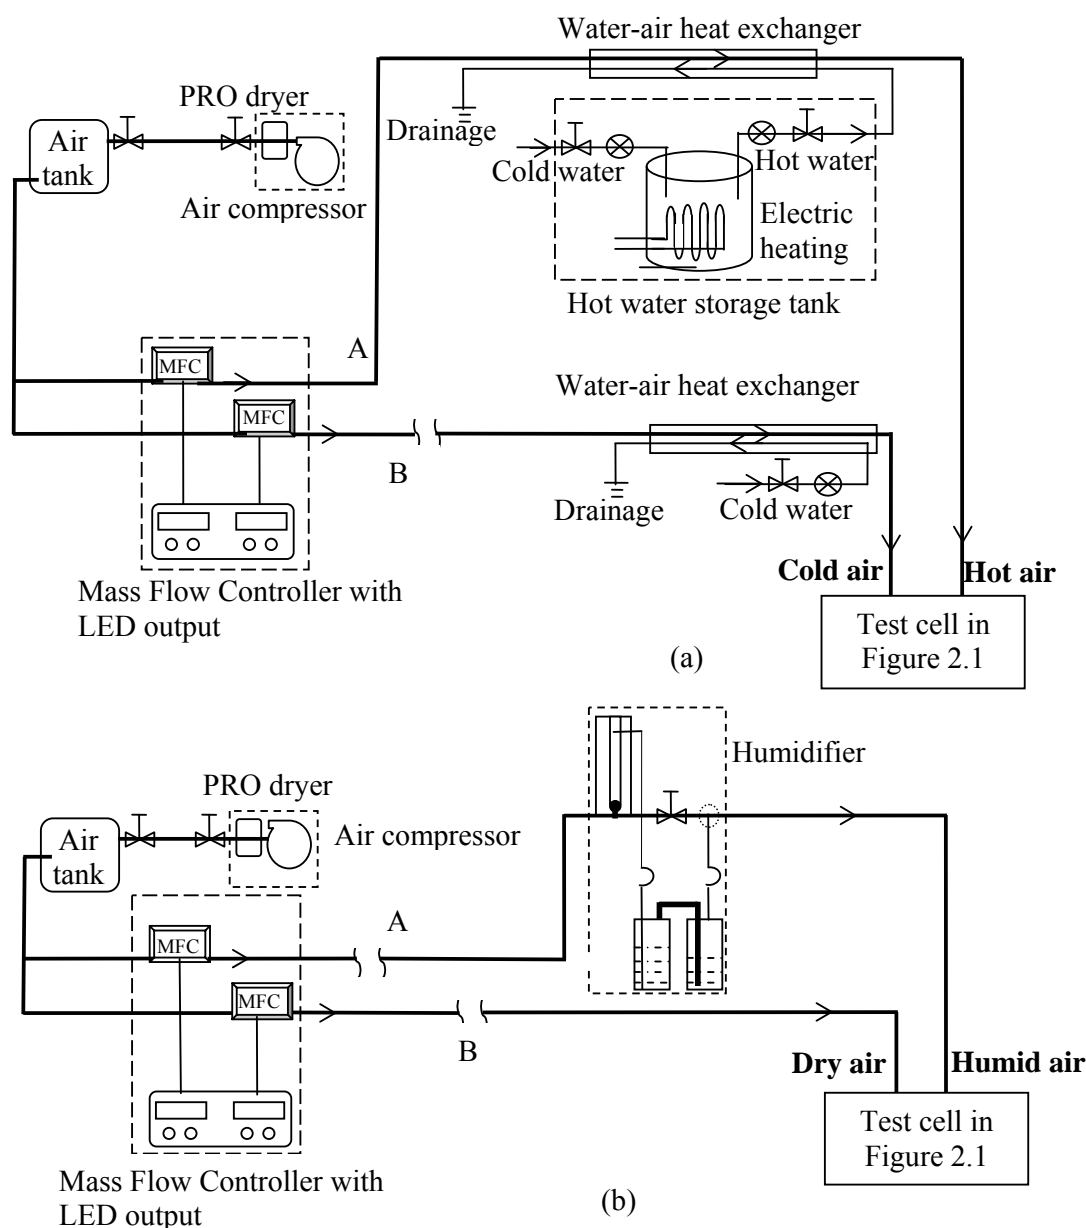 Water-air heat exchanger
PRO dryer
Air
tank
Drainage
Cold water
Hot water
Air compressor
Electric
heating
Hot water storage tank
A
MFC
Water-air heat exchanger
MFC
B
Drainage
Cold water
Mass Flow Controller with
LED output
Cold air
Hot air
Test cell in
Figure 2.1
(a)
Humidifier
PRO dryer
Air
tank
Air compressor
A
MFC
MFC
B
Dry air
Humid air
Test cell in
Figure 2.1
Mass Flow Controller with
LED output
(b)